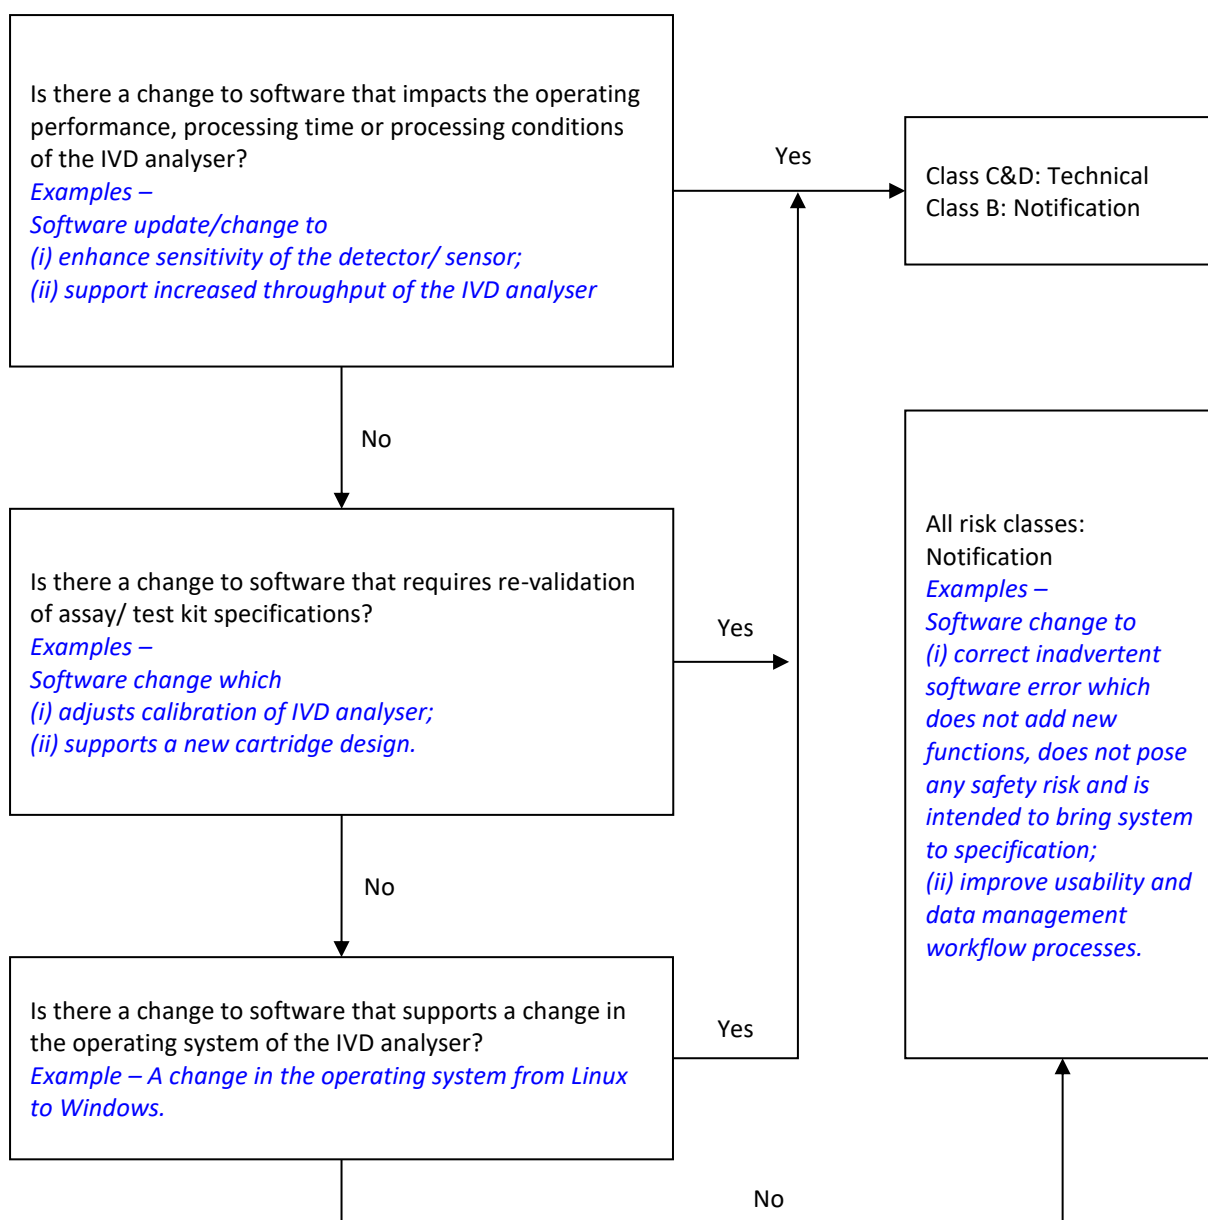 Is there a change to software that impacts the operating
performance, processing time or processing conditions
of the IVD analyser?
Examples –
Software update/change to
(i) enhance sensitivity of the detector/ sensor;
(ii) support increased throughput of the IVD analyser
Yes
Class C&D: Technical
Class B: Notification
No
Is there a change to software that requires re-validation
of assay/ test kit specifications?
Examples –
Software change which
(i) adjusts calibration of IVD analyser;
(ii) supports a new cartridge design.
Yes
All risk classes:
Notification
Examples –
Software change to
(i) correct inadvertent
software error which
does not add new
functions, does not pose
any safety risk and is
intended to bring system
to specification;
(ii) improve usability and
data management
workflow processes.
No
Is there a change to software that supports a change in
the operating system of the IVD analyser?
Example – A change in the operating system from Linux
to Windows.
Yes
No